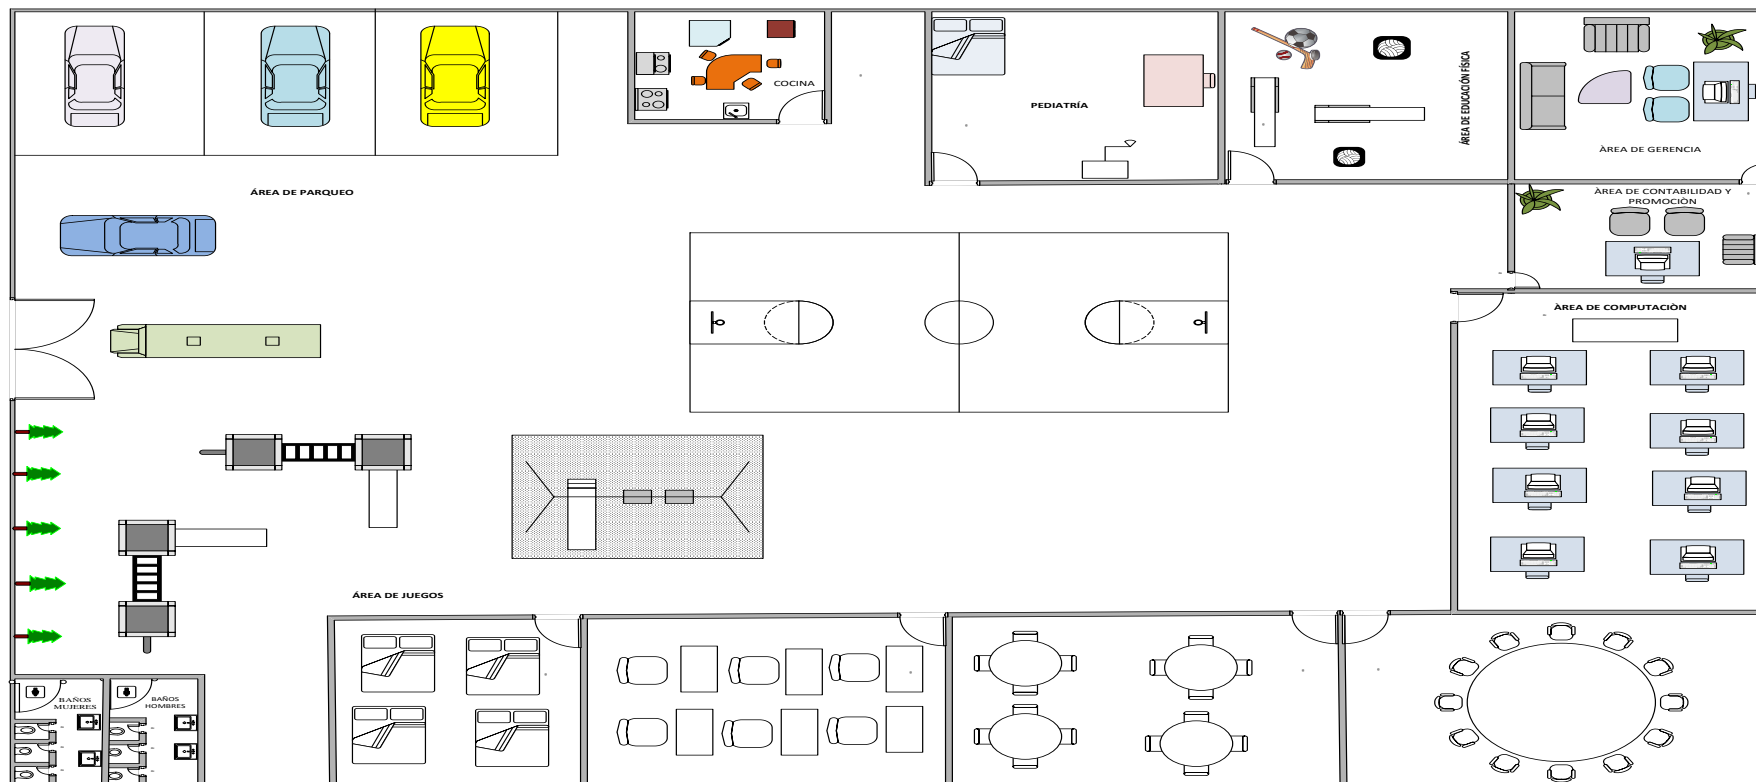 COCINA
PEDIATRÍA
ÁREA DE EDUCACIÓN FÍSICA
ÀREA DE GERENCIA
ÁREA DE PARQUEO
ÀREA DE CONTABILIDAD Y
PROMOCIÒN
ÀREA DE COMPUTACIÒN
ÁREA DE JUEGOS
BAÑOS
MUJERES
BAÑOS
HOMBRES